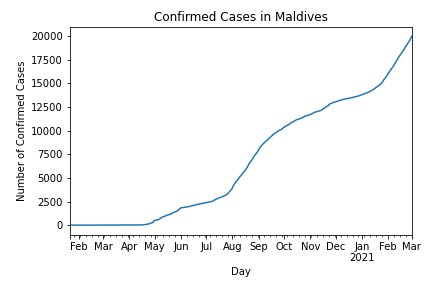 Confirmed Cases in Maldives
Number of Confirmed Cases
20000
17500
15000
12500
10000
7500
5000
2500
0
Feb Mar Apr May Jun Jul Aug Sep Oct Nov Dec Jan Feb Mar
2021
Day